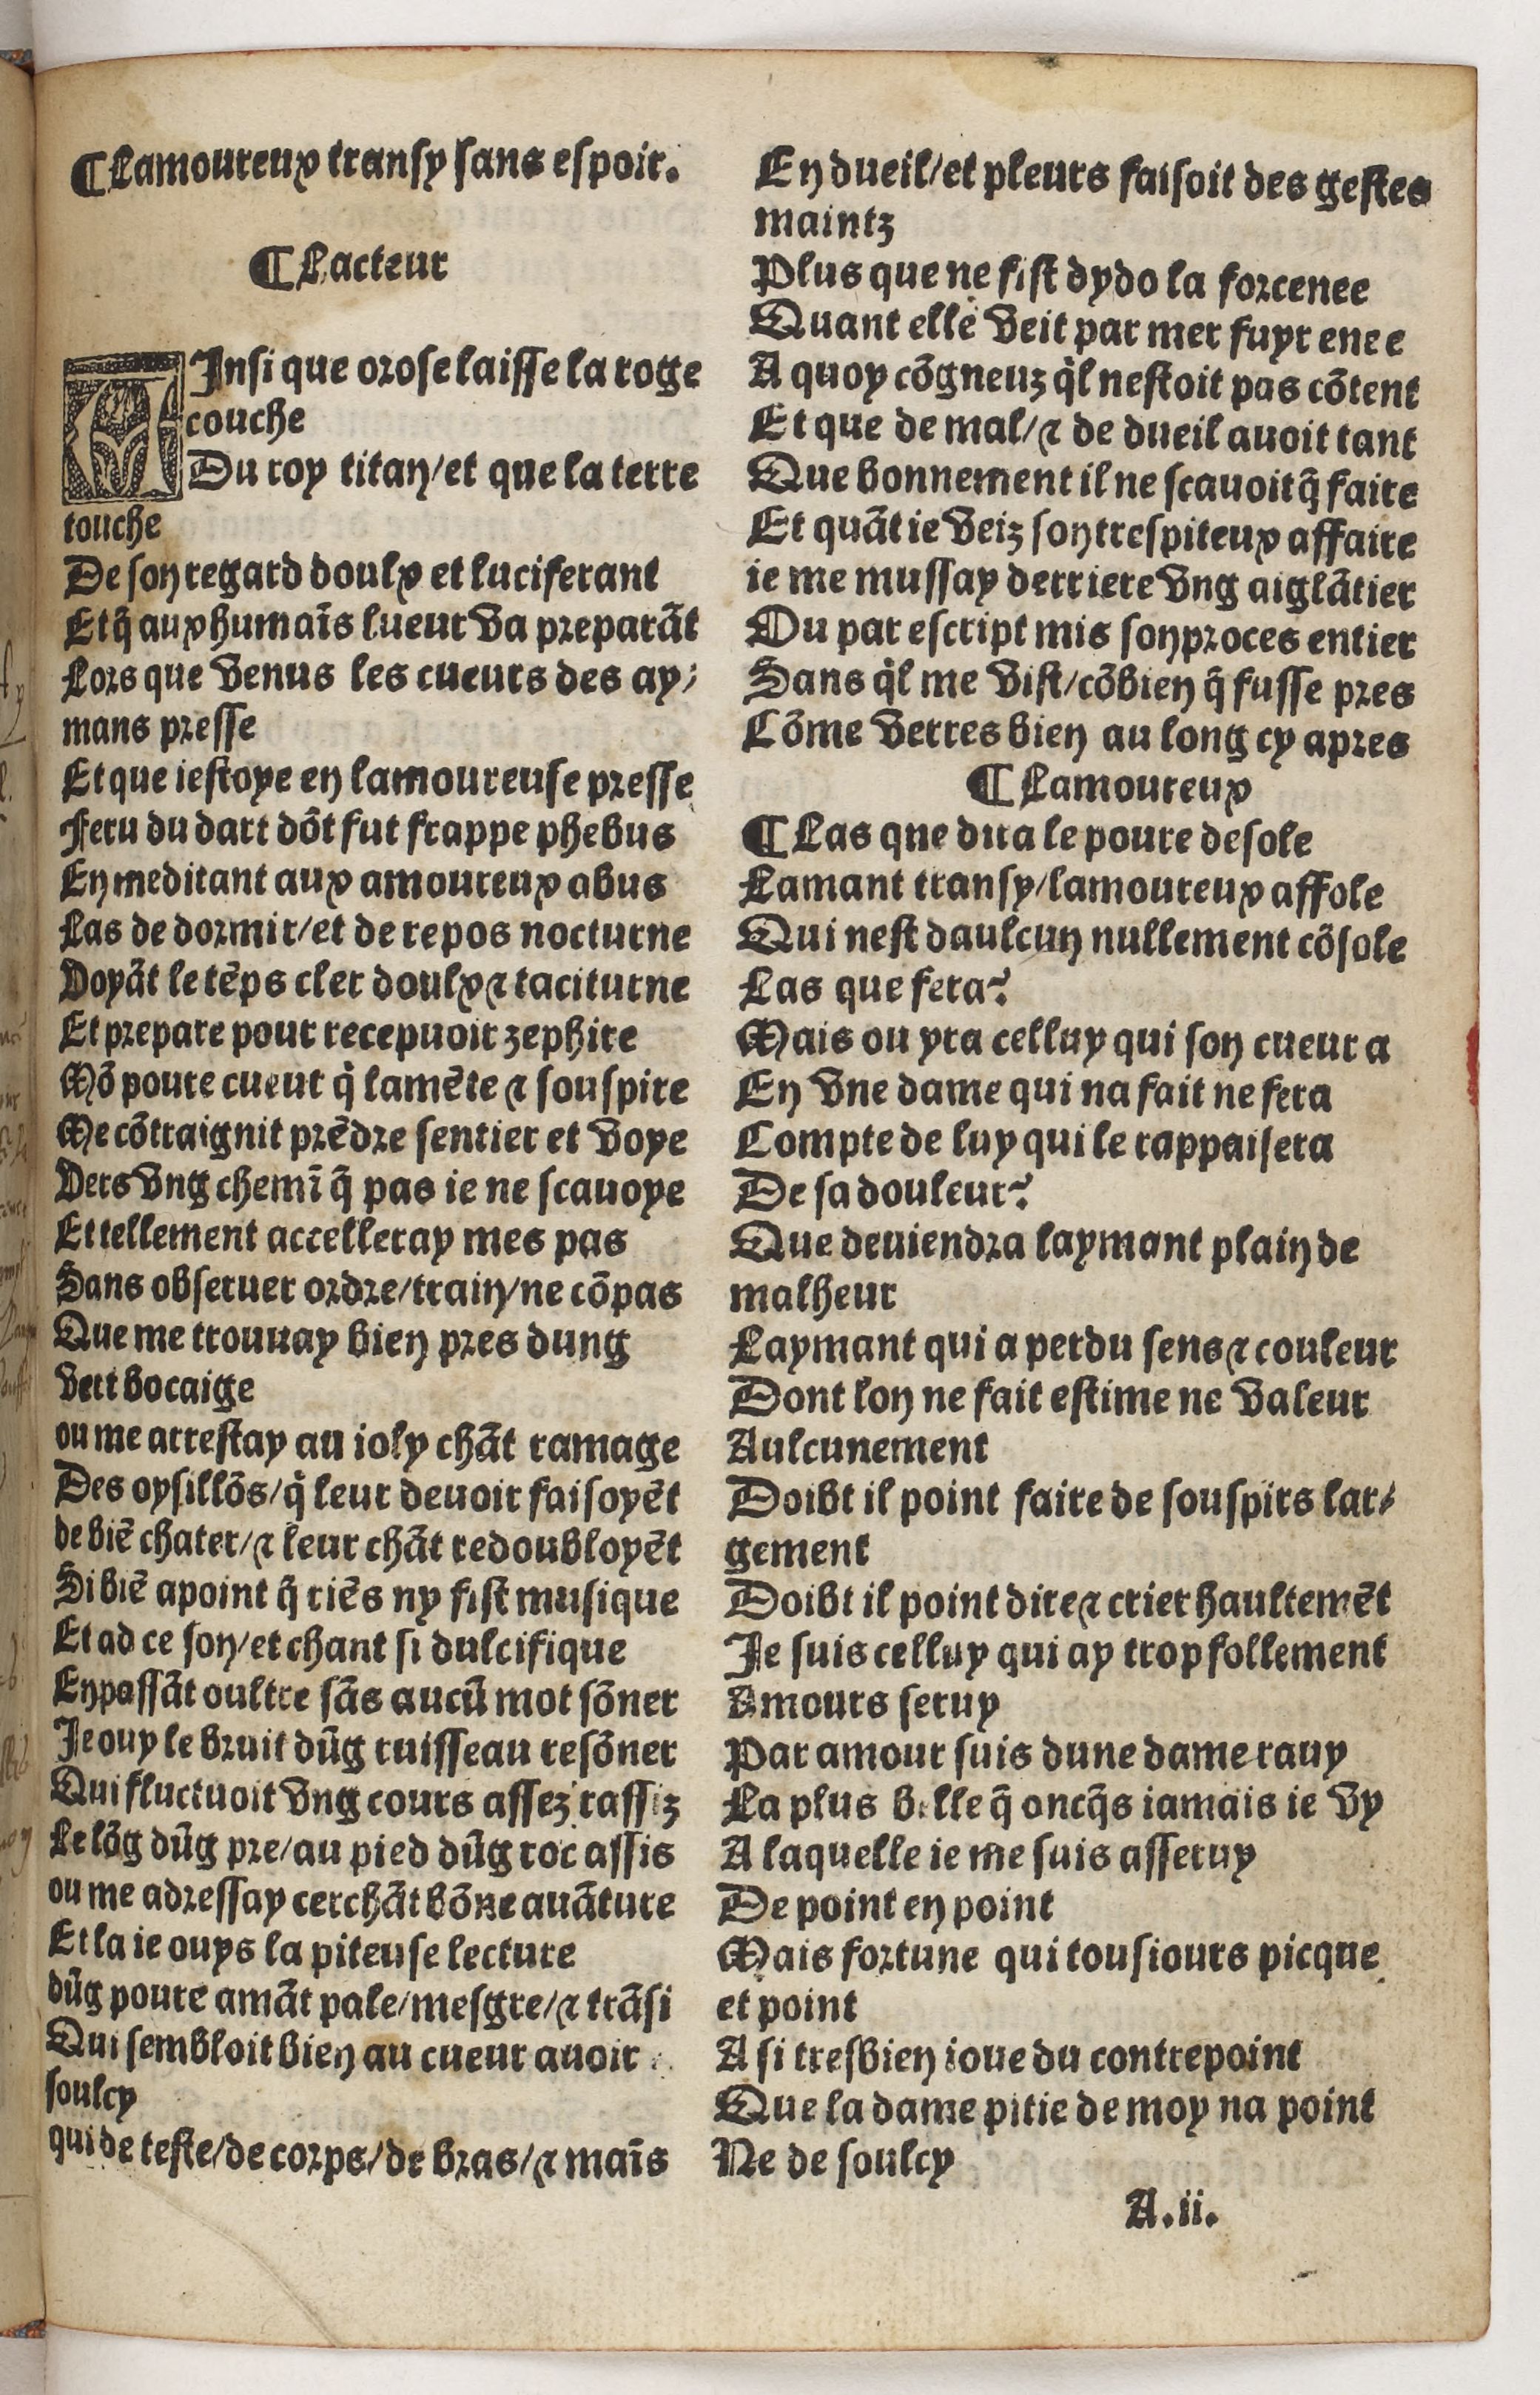 ¶Lamoureux transy sans espoir.
¶Lacteur
AInsi que orose laisse la roge
couche
Du roy titan/et que la terre
touche
De son regard doulx et luciferant
Et q̃ aux humaīs lueur va preparāt
Lors que venus les cueurs des ay⸗
mans presse
Et que iestoye en lamoureuse presse
Feru du dart dōt fut frappe phebus
En meditant aux amoureux abus
Las de dormir/et de repos nocturne
Voyāt le tēps cler doulx ⁊ taciturne
Et prepare pour recepuoir zephire
Mō poure cueur q̇ lamēte ⁊ souspire
Me cōtraignit prēdre sentier et voye
Vers vng chemī q̃ pas ie ne scauoye
Et tellement accelleray mes pas
Sans obseruer ordre/train/ne cōpas
Que me trouuay bien pres dung
vert bocaige
ou me arrestay au ioly chāt ramage
Des oysillōs/q̇ leur deuoir faisoyēt
de biē chater/⁊ leur chāt redoubloyēt
Si biē apoint q̃ riēs ny fist musique
Et ad ce son/et chant si dulcifique
En passāt oultre sās aucū mot sōner
Je ouy le bruit dūg ruisseau resōner
Qui fluctuoit vng cours assez rassiz
Le lōg dūg pre/au pied dūg roc assis
ou me adressay cerchāt bōne auāture
Et la ie ouys la piteuse lecture
dūg poure amāt pale/mesgre/⁊ trāsi
Qui sembloit bien au cueur auoir
soulcy
qui de teste/de corps/de bras/⁊ maīs
En dueil/et pleurs faisoit des gestes
maintz
Plus que ne fist dydo la forcenee
Quant elle veit par mer fuyr enee
A quoy cōgneuz q̇l nestoit pas cōtent
Et que de mal/⁊ de dueil auoit tant
Que bonnement il ne scauoit q̃ faire
Et quāt ie veiz son trespiteux affaire
ie me mussay derriere vng aiglātier
Ou par escript mis son proces entier
Sans q̇l me vist/cōbien q̃ fusse pres
Cōme verres bien au long cy apres
¶Lamoureux
¶Las que dira le poure desole
Lamant transy/lamoureux affole
Qui nest daulcun nullement cōsole
Las que fera?
Mais ou yra celluy qui son cueur a
En vne dame qui na fait ne fera
Compte de luy qui le rappaisera
De sa douleur?
Que deuiendra laymant plain de
malheur
Laymant qui a perdu sens ⁊ couleur
Dont lon ne fait estime ne valeur
Aulcunement
Doibt il point faire de souspirs lar⸗
gement
Doibt il point dire ⁊ crier haultemēt
Je suis celluy qui ay trop follement
Amours seruy
Par amour suis dune dame rauy
La plus belle q̃ oncq̃s iamais ie vy
A laquelle ie me suis asseruy
De point en point
Mais fortune qui tousiours picque
et point
A si tresbien ioue du contrepoint
Que la dame pitie de moy na point
Ne de soulcy
A.ii.